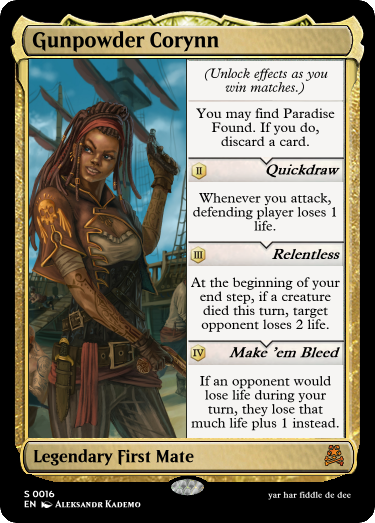 Gunpowder Corynn
(Unlock effects as you
win matches.)
You may find Paradise
Found. If you do,
discard a card.
II Quickdraw
Whenever you attack,
defending player loses 1
life.
III Relentless
At the beginning of your
end step, if a creature
died this turn, target
opponent loses 2 life.
IV Make 'em Bleed
If an opponent would
lose life during your
turn, they lose that
much life plus 1 instead.
Legendary First Mate
S 0016
EN Aleksandr Kademo
yar har fiddle de dee